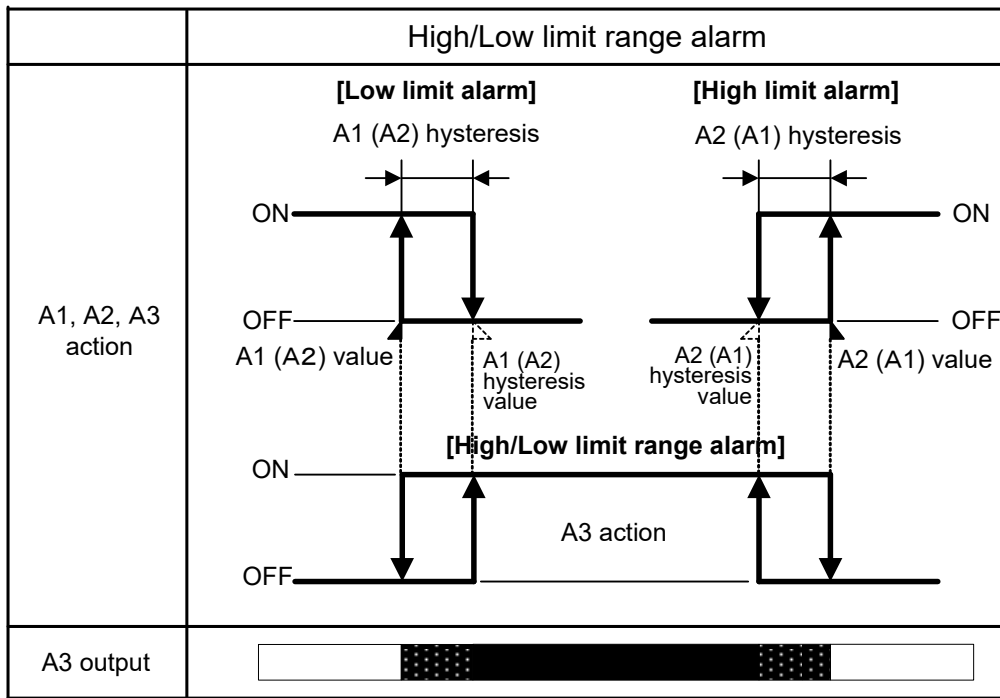 High/Low limit range alarm
A1, A2, A3
action
[Low limit alarm]
[High limit alarm]
A1 (A2) hysteresis
A2 (A1) hysteresis
ON
ON
OFF
OFF
A1 (A2) value
A1 (A2)
hysteresis
value
A2 (A1)
hysteresis
value
A2 (A1) value
[High/Low limit range alarm]
ON
A3 action
OFF
A3 output